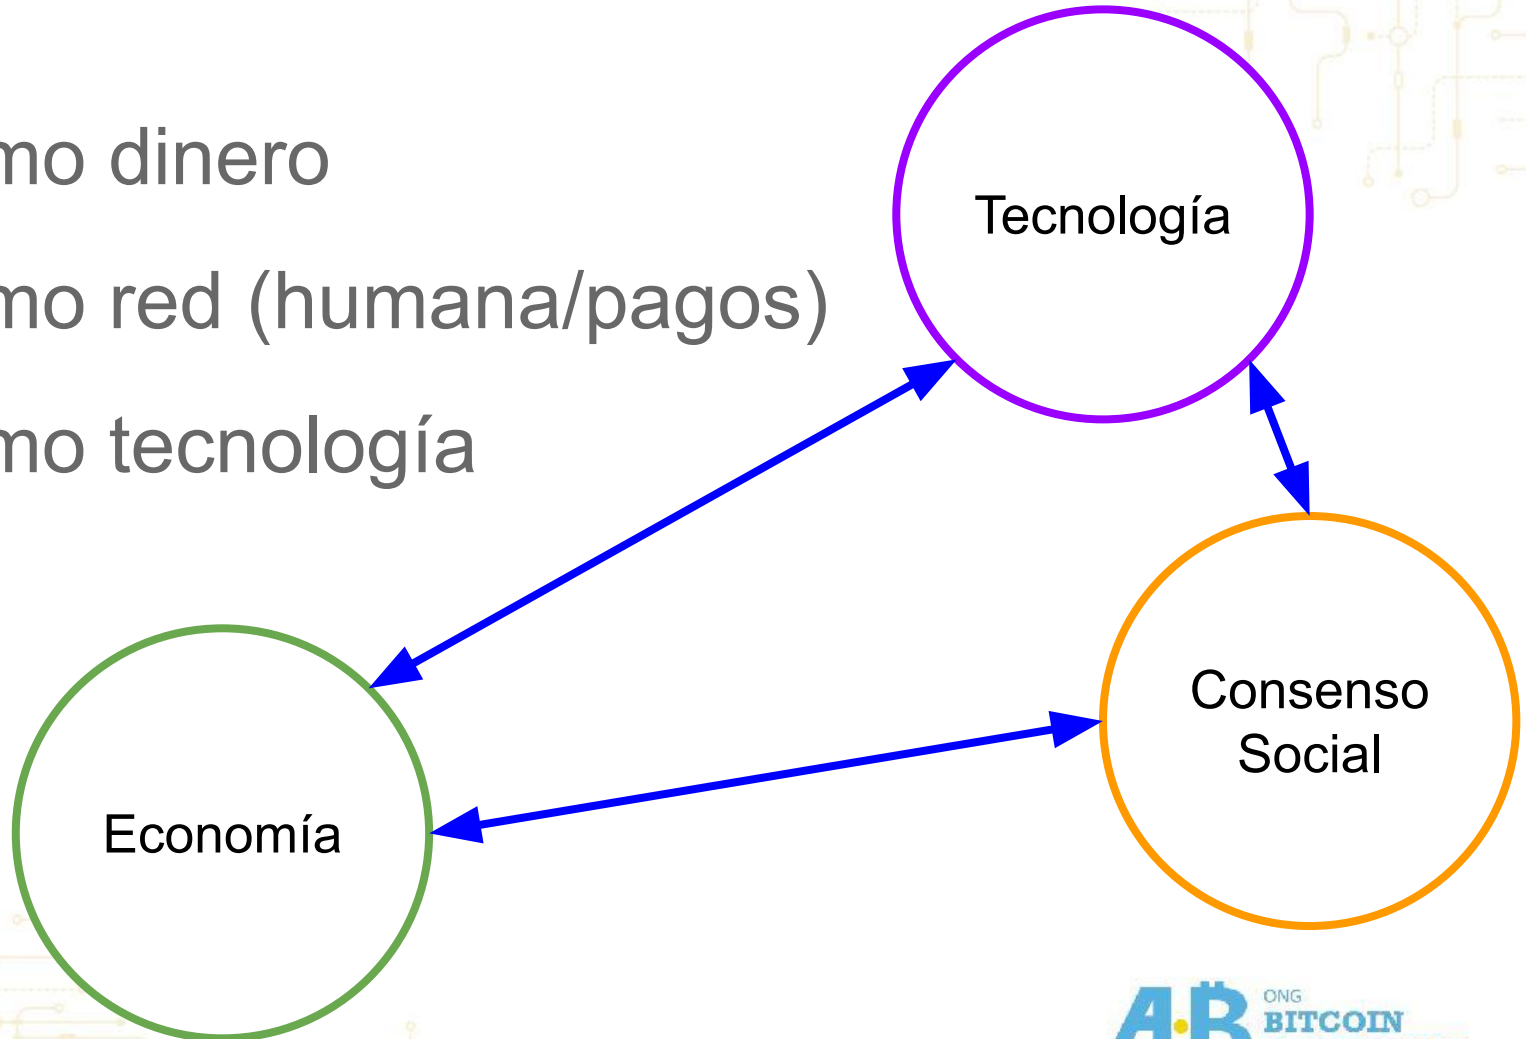 mo dinero
mo red (humana/pagos)
mo tecnología
Tecnología
Consenso
Social
Economía
ONG
BITCOIN